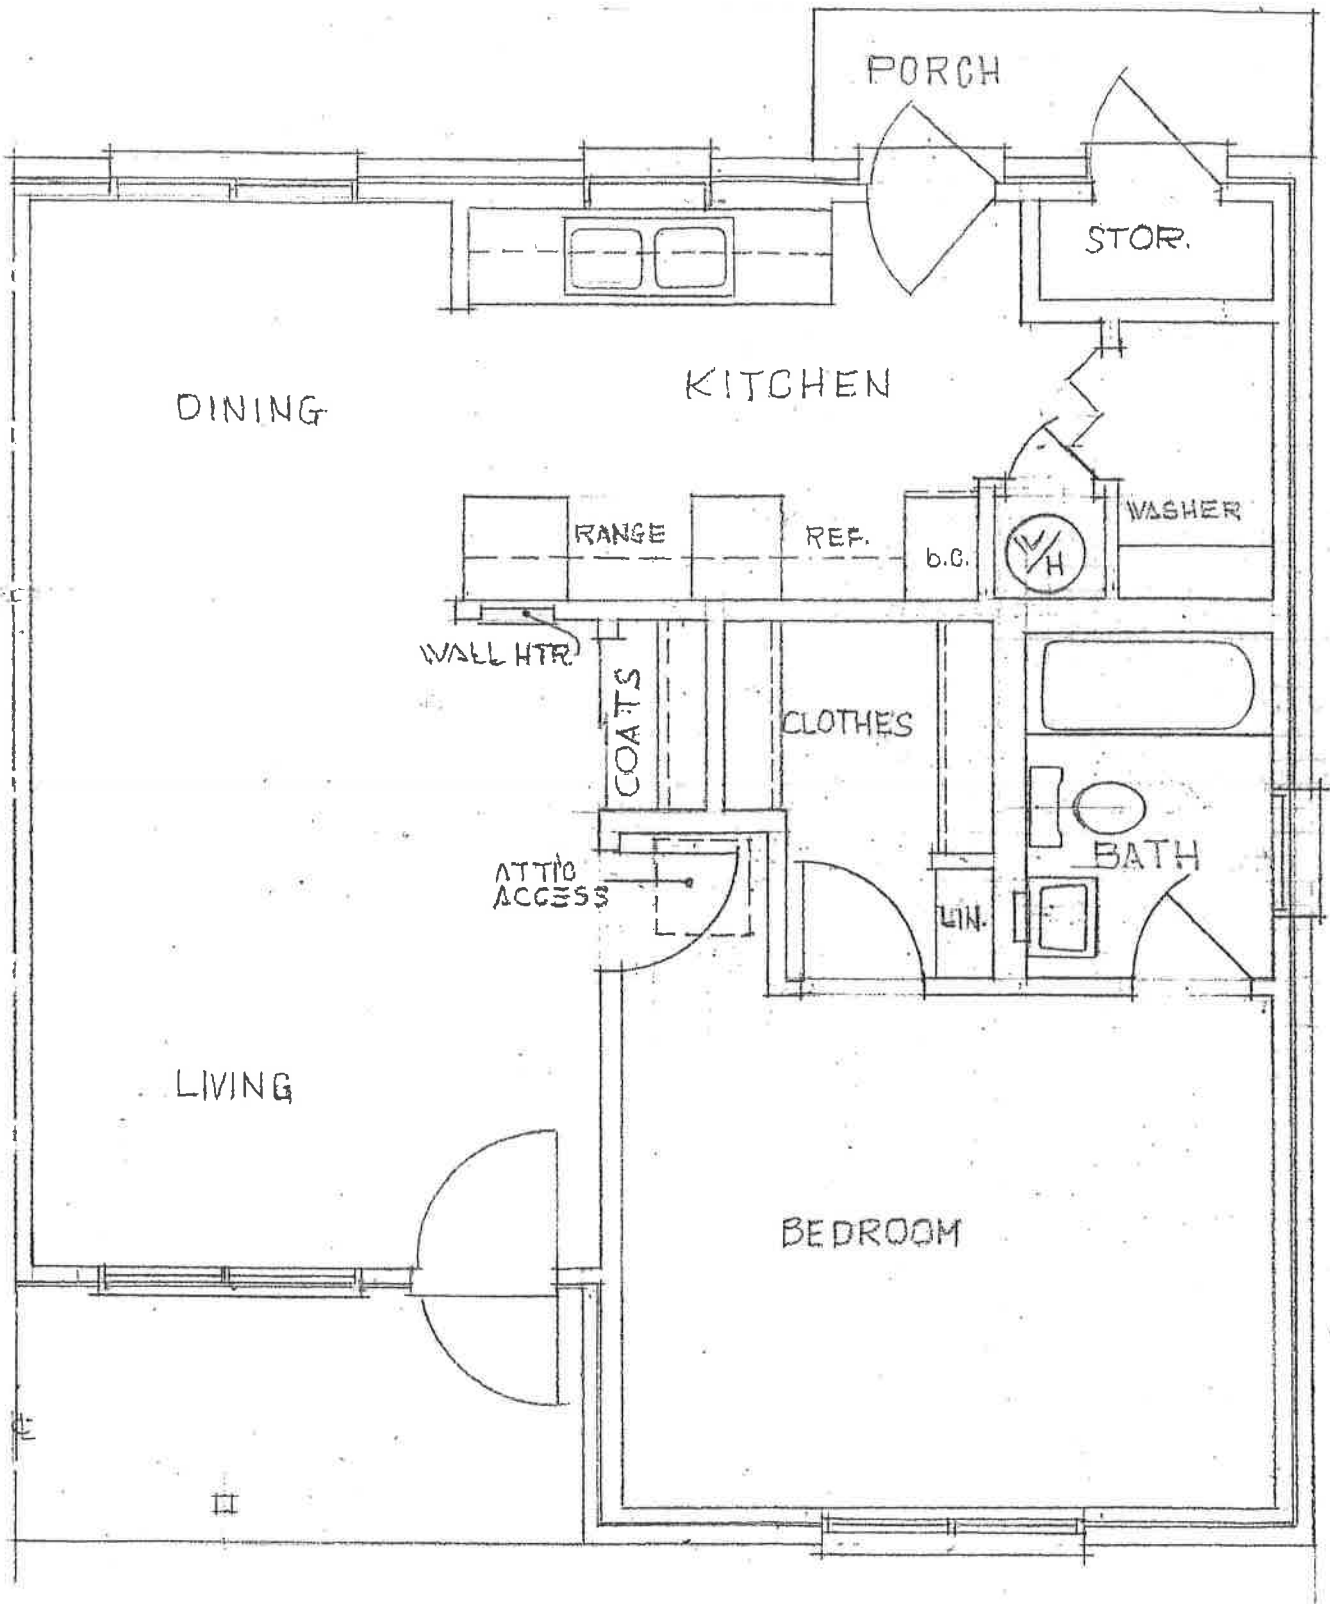 PORCH
STOR.
KITCHEN
DINING
WASHER
RANGE
REF.
b.c.
W/H
WALL HTR
COATS
CLOTHES
BATH
ATTIC
ACCESS
LIN.
LIVING
BEDROOM
℄